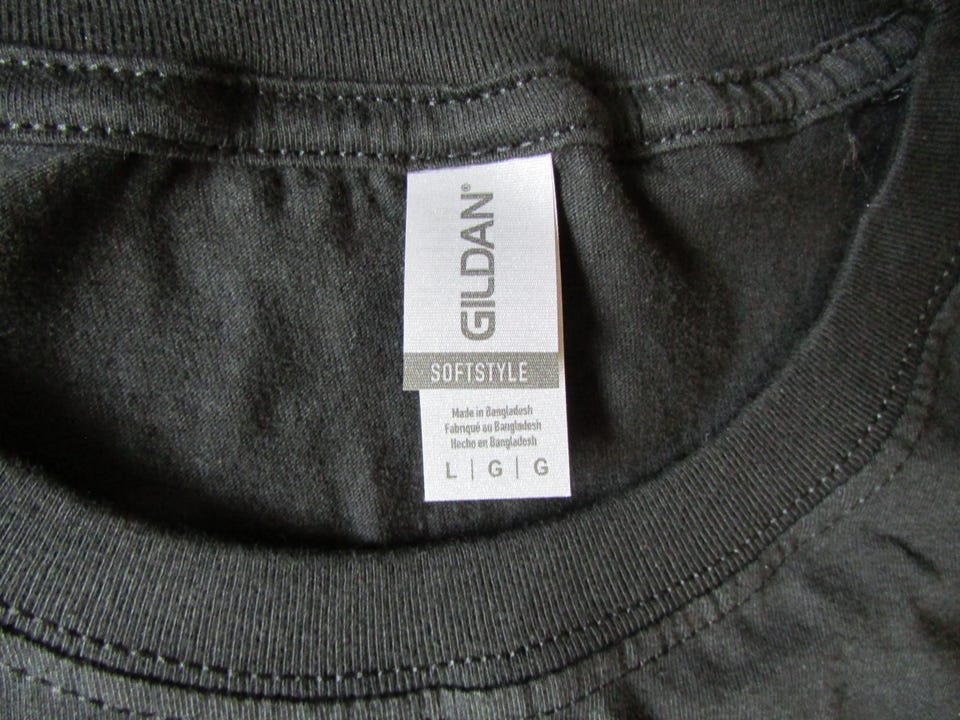 GILDAN®
SOFTSTYLE
Made in Bangladesh
Fabriqué au Bangladesh
Hecho en Bangladesh
L | G | G